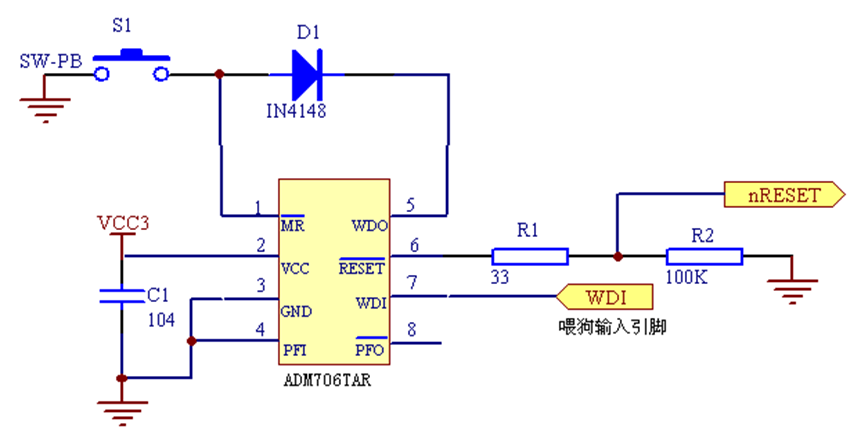 S1
D1
SW-PB
IN4148
1
5
MR
WDO
nRESET
VCC3
2
6
R1
R2
VCC
RESET
33
100K
C1
104
3
7
GND
WDI
WDI
4
8
喂狗输入引脚
PFI
PFO
ADM706TAR